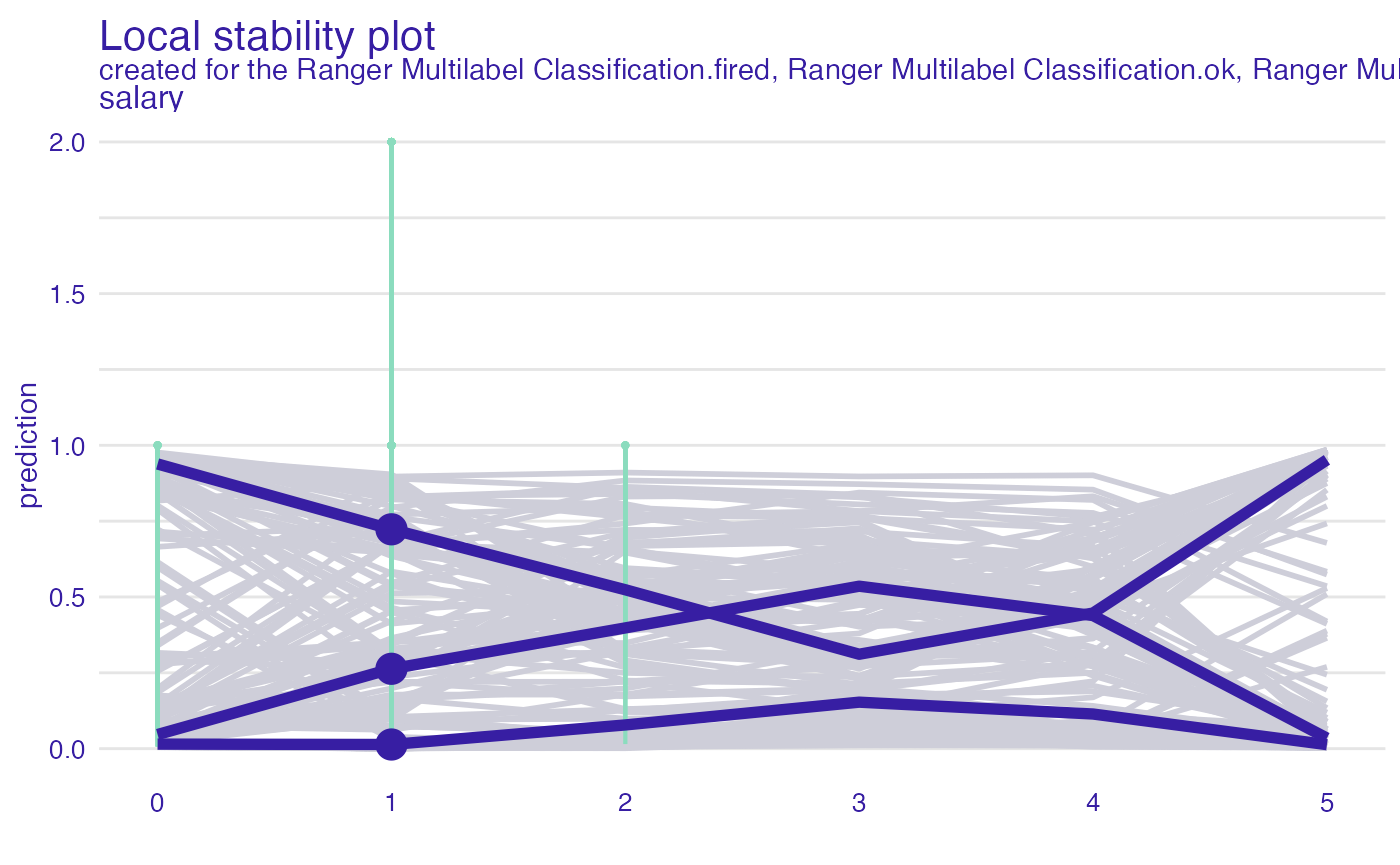 Local stability plot
created for the Ranger Multilabel Classification.fired, Ranger Multilabel Classification.ok, Ranger Mul
salary
2.0
1.5
1.0
0.5
0.0
prediction
0 1 2 3 4 5